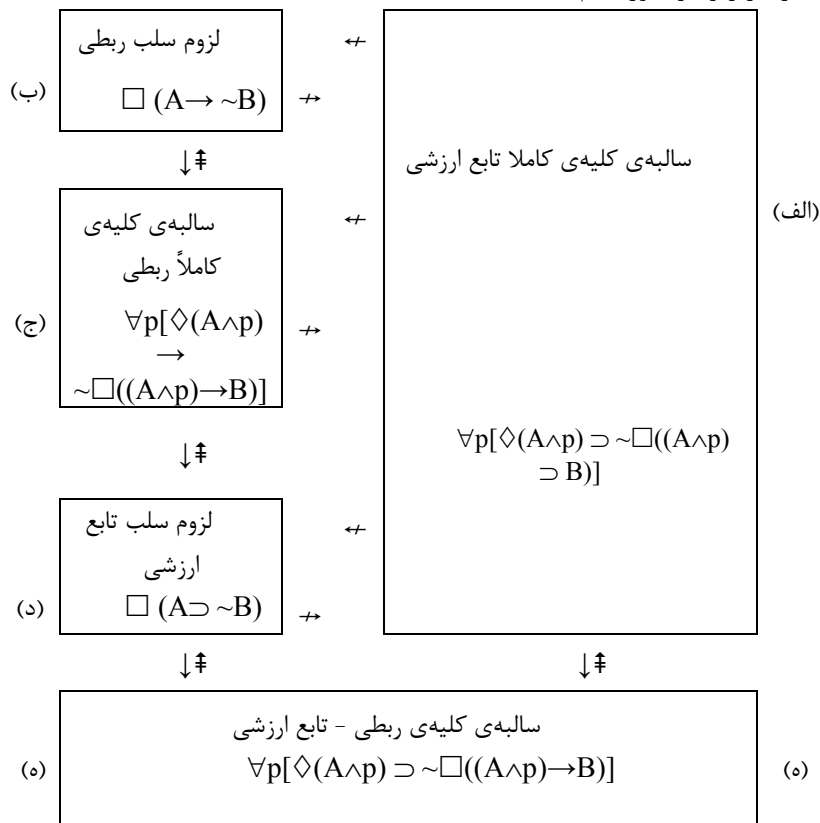 لزوم سلب ربطی
(ب) □ (A→ ~B)
↚
↛
↓⇞
سالبه‌ی کلیه‌ی کاملا تابع ارزشی
(الف)
∀p[◇(A∧p) ⊃ ~□((A∧p)
⊃ B)]
سالبه‌ی کلیه‌ی
کاملاً ربطی
(ج) ∀p[◇(A∧p)
→
~□((A∧p)→B)]
↚
↛
↓⇞
لزوم سلب تابع
ارزشی
(د) □ (A⊃ ~B)
↚
↛
↓⇞ ↓⇞
سالبه‌ی کلیه‌ی ربطی - تابع ارزشی
(ه) ∀p[◇(A∧p) ⊃ ~□((A∧p)→B)] (ه)